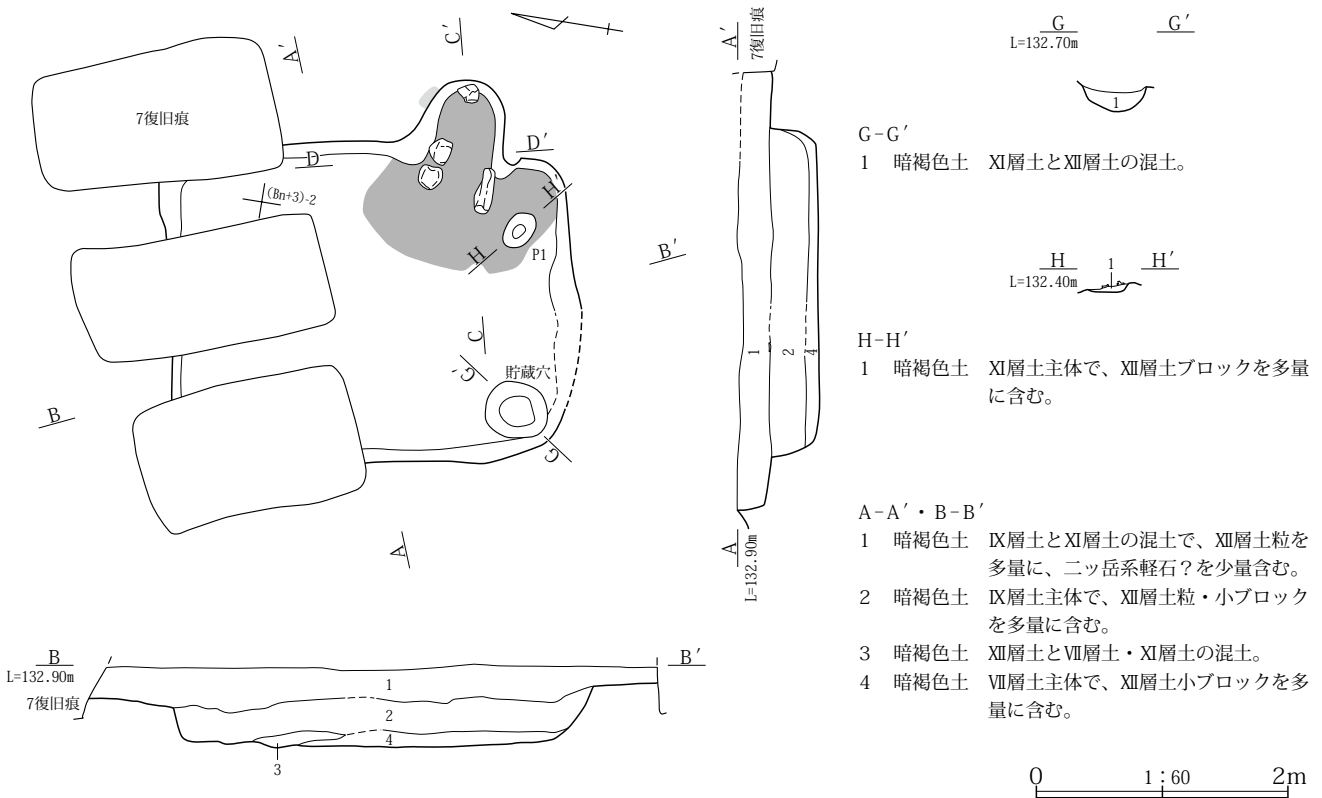 7復旧痕
A′
C′
D
D′
H
H
(Bn+3)-2
P1
B′
C
G′
貯蔵穴
G
B
A
A′
7復旧痕
1
2
4
A
L=132.90m
B
L=132.90m
7復旧痕
B′
1
2
4
3
G
G′
L=132.70m
1
G-G′
1 暗褐色土 Ⅺ層土とⅫ層土の混土。
H
1
H′
L=132.40m
H-H′
1 暗褐色土 Ⅺ層土主体で、Ⅻ層土ブロックを多量
に含む。
A-A′・B-B′
1 暗褐色土 Ⅸ層土とⅪ層土の混土で、Ⅻ層土粒を
多量に、二ッ岳系軽石？を少量含む。
2 暗褐色土 Ⅸ層土主体で、Ⅻ層土粒・小ブロック
を多量に含む。
3 暗褐色土 Ⅻ層土とⅦ層土・Ⅺ層土の混土。
4 暗褐色土 Ⅶ層土主体で、Ⅻ層土小ブロックを多
量に含む。
0 1：60 2m